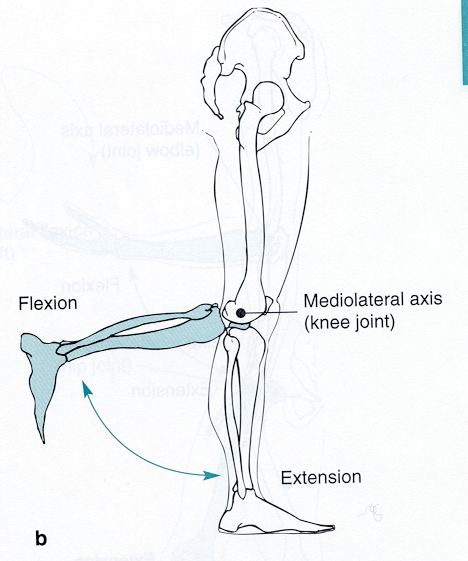 Flexion
Mediolateral axis
(knee joint)
Extension
b